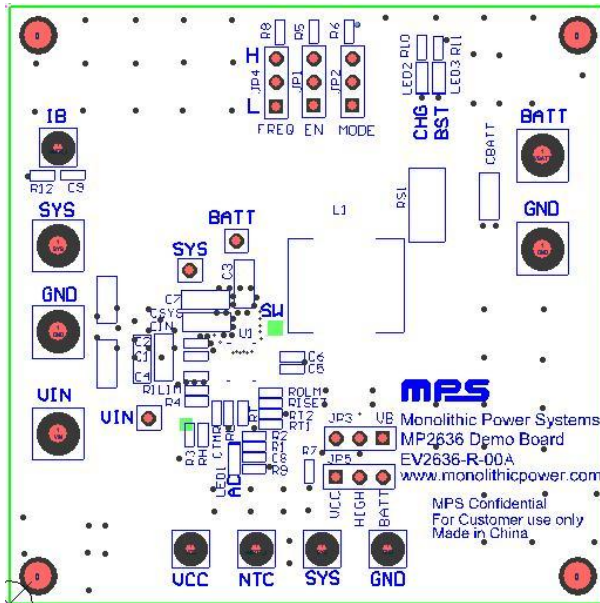 R8
R5
R6
H
L
JP4
JP1
JP2
FREQ EN MODE
R10
R11
LED2
LED3
CHG
BST
IB
R12 C9
BATT
CBATT
RS1
L1
SYS
GND
BATT
SYS
GND
C3
C7
CSYS
CIN
SW
U1
C2
C1
C4
C6
C5
RILIM
R4
VIN
VIN
ROLM
RISET
RT2
RT1
R2
R1
C8
R9
R3
RH
CTMR
LED1
AD
R7
JP3 VB
JP5
VCC
HIGH
BATT
MPS
Monolithic Power Systems
MP2636 Demo Board
EV2636-R-00A
www.monolithicpower.com
MPS Confidential
For Customer use only
Made in China
VCC NTC SYS GND